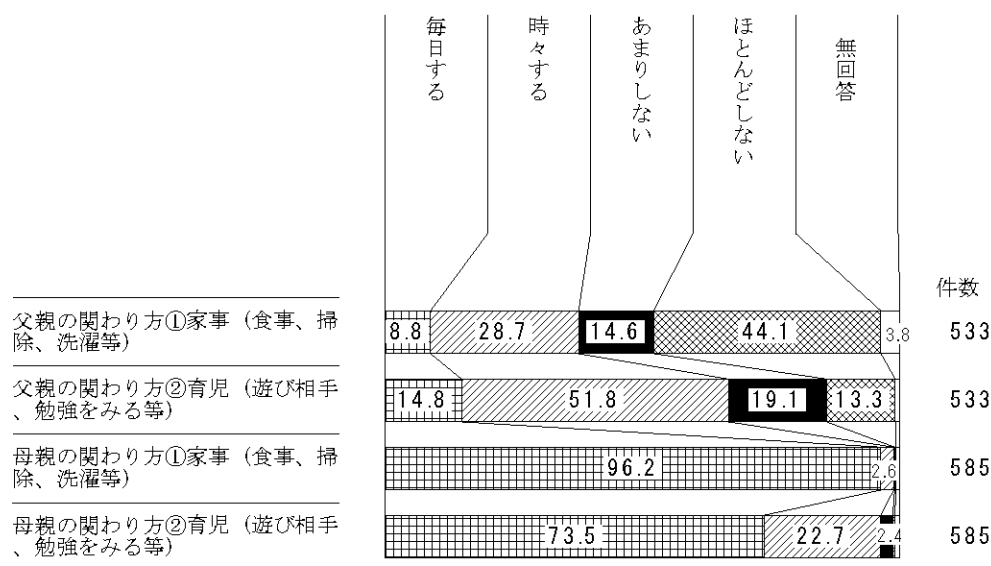 毎日する
時々する
あまりしない
ほとんどしない
無回答
件数
父親の関わり方①家事（食事、掃
除、洗濯等）
8.8 28.7 14.6 44.1 3.8 533
父親の関わり方②育児（遊び相手
、勉強をみる等）
14.8 51.8 19.1 13.3 533
母親の関わり方①家事（食事、掃
除、洗濯等）
96.2 2.6 585
母親の関わり方②育児（遊び相手
、勉強をみる等）
73.5 22.7 2.4 585